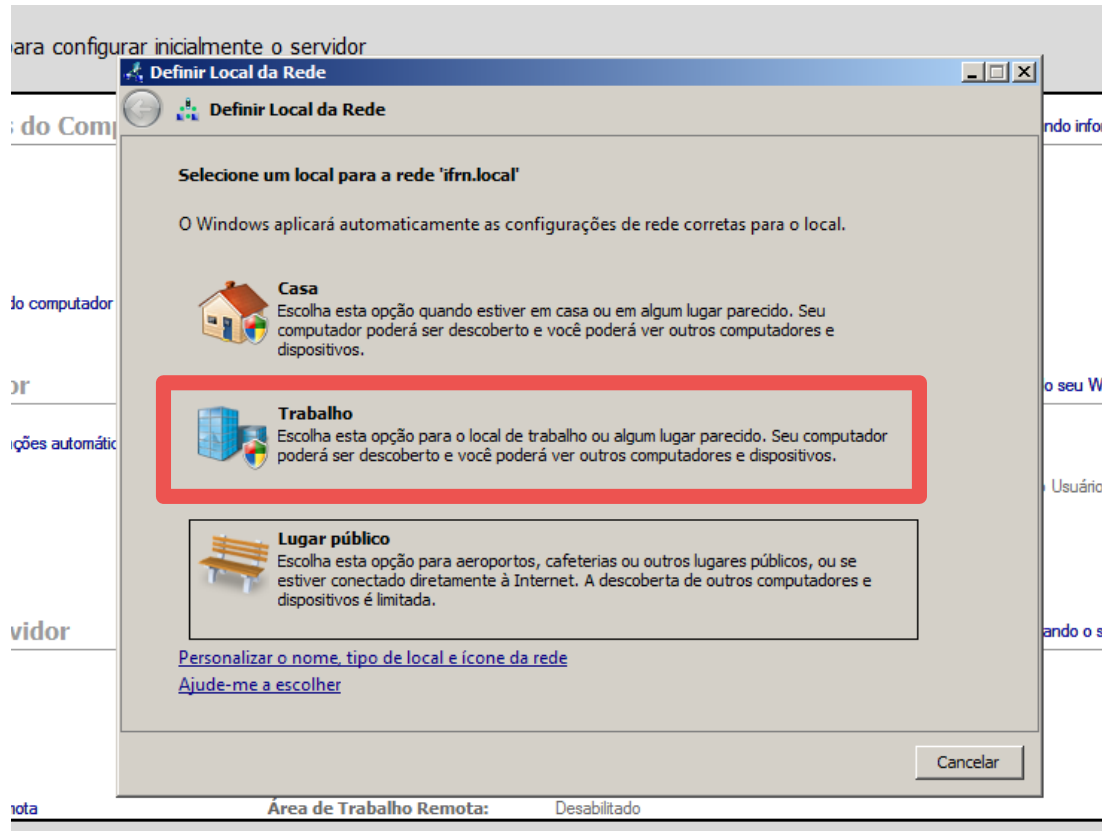 para configurar inicialmente o servidor
Definir Local da Rede
Definir Local da Rede
s do Comp
ndo infor
Selecione um local para a rede 'ifrn.local'
O Windows aplicará automaticamente as configurações de rede corretas para o local.
Casa
do computador
Escolha esta opção quando estiver em casa ou em algum lugar parecido. Seu
computador poderá ser descoberto e você poderá ver outros computadores e
dispositivos.
or
o seu W
Trabalho
Escolha esta opção para o local de trabalho ou algum lugar parecido. Seu computador
poderá ser descoberto e você poderá ver outros computadores e dispositivos.
ações automátic
Usuário
Lugar público
Escolha esta opção para aeroportos, cafeterias ou outros lugares públicos, ou se
estiver conectado diretamente à Internet. A descoberta de outros computadores e
dispositivos é limitada.
vidor
ando o s
Personalizar o nome, tipo de local e ícone da rede
Ajude-me a escolher
Cancelar
mota
Área de Trabalho Remota:
Desabilitado